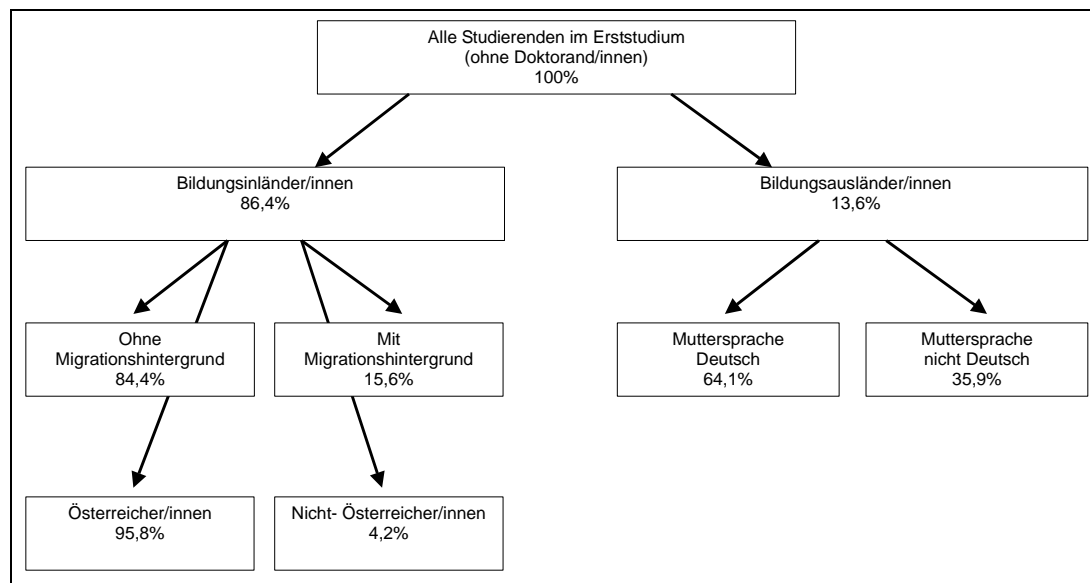 Alle Studierenden im Erststudium
(ohne Doktorand/innen)
100%
Bildungsinländer/innen
86,4%
Bildungsausländer/innen
13,6%
Ohne
Migrationshintergrund
84,4%
Mit
Migrationshintergrund
15,6%
Muttersprache
Deutsch
64,1%
Muttersprache
nicht Deutsch
35,9%
Österreicher/innen
95,8%
Nicht- Österreicher/innen
4,2%